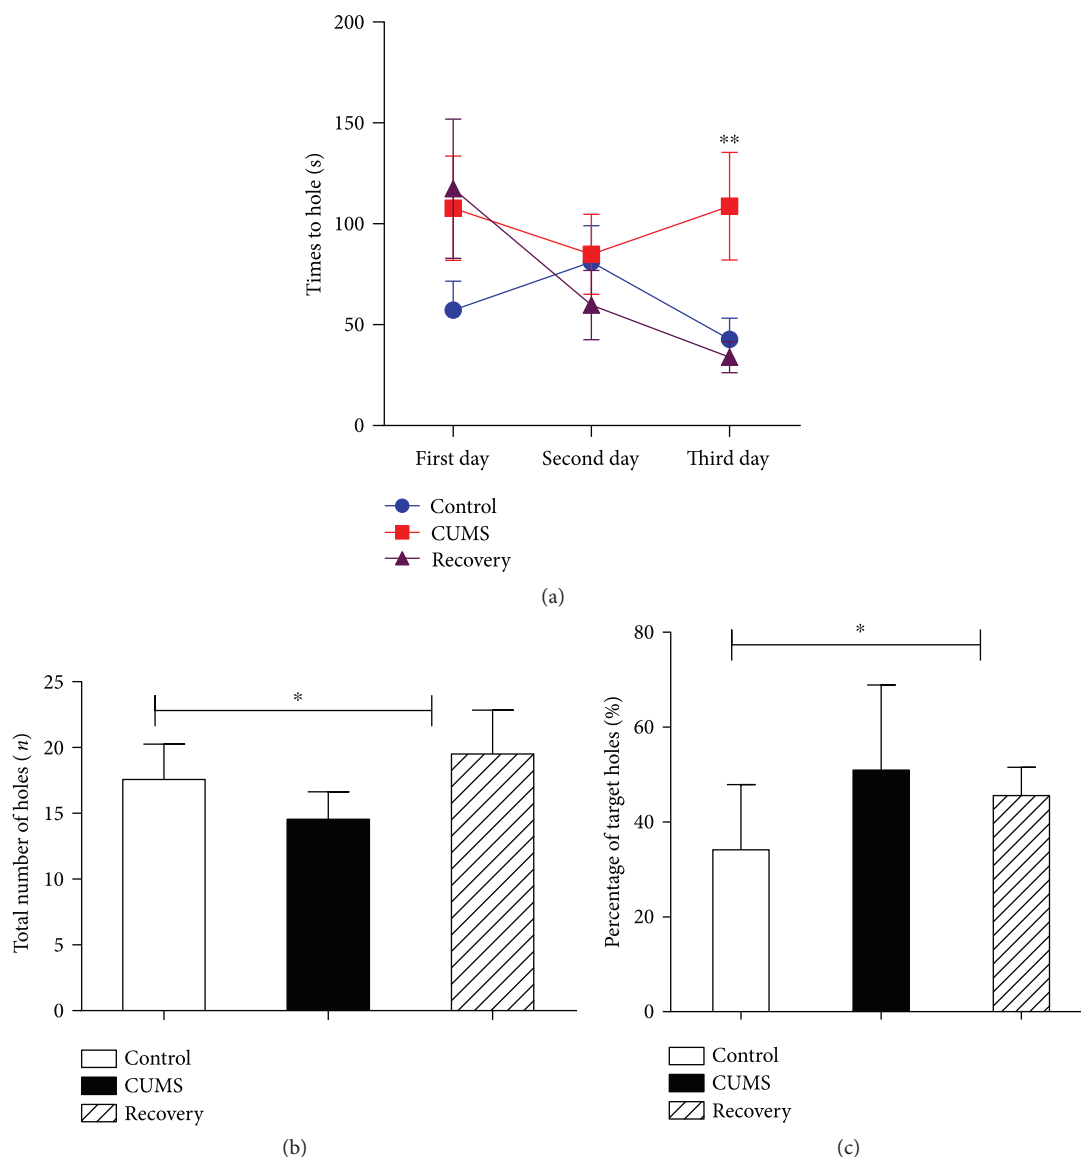 200
150
100
50
0
Times to hole (s)
**
First day
Second day
Third day
Control
CUMS
Recovery
(a)
25
20
15
10
5
0
Total number of holes (n)
*
Control
CUMS
Recovery
(b)
80
60
40
20
0
Percentage of target holes (%)
*
Control
CUMS
Recovery
(c)